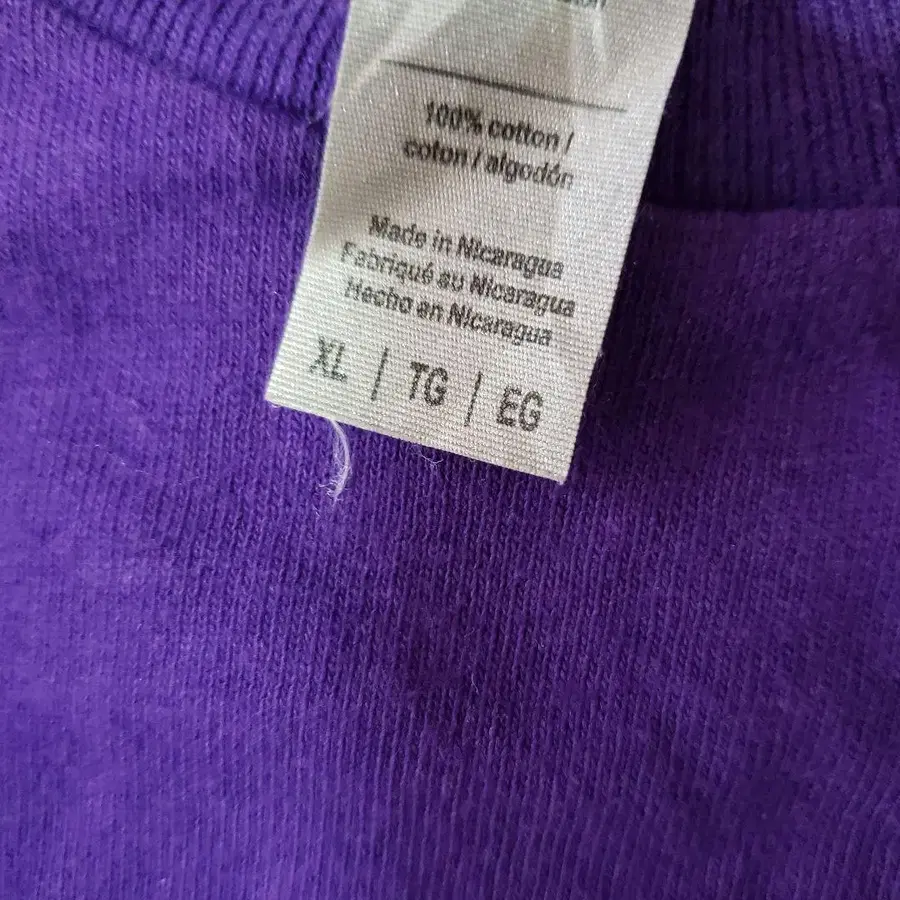 100% cotton /
coton / algodón
Made in Nicaragua
Fabriqué au Nicaragua
Hecho en Nicaragua
XL | TG | EG